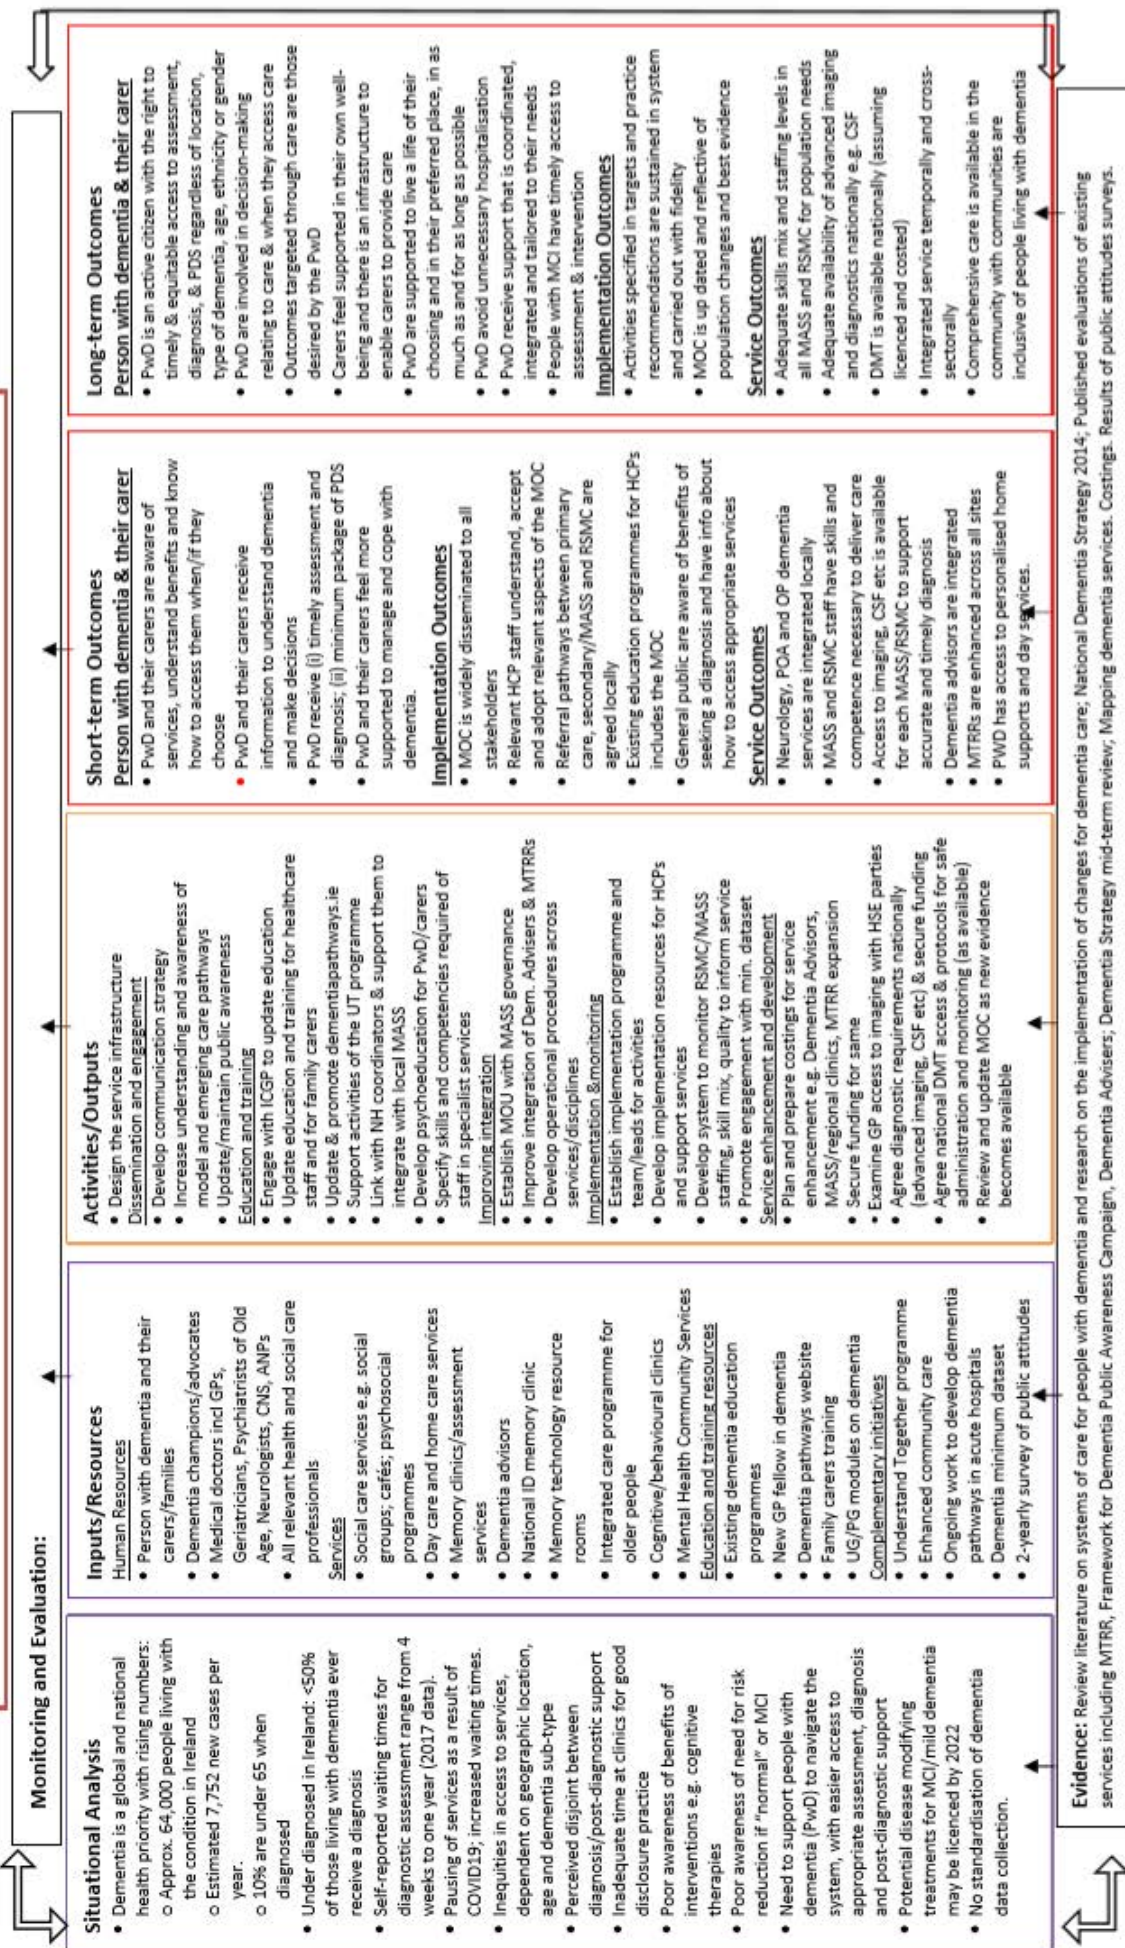 Monitoring and Evaluation:
Situational Analysis
• Dementia is a global and national
health priority with rising numbers:
o Approx. 64,000 people living with
the condition in Ireland
o Estimated 7,752 new cases per
year.
o 10% are under 65 when
diagnosed
• Under diagnosed in Ireland: <50%
of those living with dementia ever
receive a diagnosis
• Self-reported waiting times for
diagnostic assessment range from 4
weeks to one year (2017 data).
• Pausing of services as a result of
COVID19; increased waiting times.
• Inequities in access to services,
dependent on geographic location,
age and dementia sub-type
• Perceived disjoint between
diagnosis/post-diagnostic support
• Inadequate time at clinics for good
disclosure practice
• Poor awareness of benefits of
interventions e.g. cognitive
therapies
• Poor awareness of need for risk
reduction if "normal" or MCI
• Need to support people with
dementia (PwD) to navigate the
system, with easier access to
appropriate assessment, diagnosis
and post-diagnostic support
• Potential disease modifying
treatments for MCI/mild dementia
may be licenced by 2022
• No standardisation of dementia
data collection.
Inputs/Resources
Human Resources
• Person with dementia and their
carers/families
• Dementia champions/advocates
• Medical doctors incl GPs,
Geriatricians, Psychiatrists of Old
Age, Neurologists, CNS, ANPs
• All relevant health and social care
professionals
Services
• Social care services e.g. social
groups; cafés; psychosocial
programmes
• Day care and home care services
• Memory clinics/assessment
services
• Dementia advisors
• National ID memory clinic
• Memory technology resource
rooms
• Integrated care programme for
older people
• Cognitive/behavioural clinics
• Mental Health Community Services
Education and training resources
• Existing dementia education
programmes
• New GP fellow in dementia
• Dementia pathways website
• Family carers training
• UG/PG modules on dementia
Complementary initiatives
• Understand Together programme
• Enhanced community care
• Ongoing work to develop dementia
pathways in acute hospitals
• Dementia minimum dataset
• 2-yearly survey of public attitudes
Activities/Outputs
• Design the service infrastructure
Dissemination and engagement
• Develop communication strategy
• Increase understanding and awareness of
model and emerging care pathways
• Update/maintain public awareness
Education and training
• Engage with ICGP to update education
• Update education and training for healthcare
staff and for family carers
• Update & promote dementiapathways.ie
• Support activities of the UT programme
• Link with NH coordinators & support them to
integrate with local MASS
• Develop psychoeducation for PwD/carers
• Specify skills and competencies required of
staff in specialist services
Improving integration
• Establish MOU with MASS governance
• Improve integration of Dem. Advisers & MTRRs
• Develop operational procedures across
services/disciplines
Implementation &monitoring
• Establish implementation programme and
team/leads for activities
• Develop implementation resources for HCPs
and support services
• Develop system to monitor RSMC/MASS
staffing, skill mix, quality to inform service
• Promote engagement with min. dataset
Service enhancement and development
• Plan and prepare costings for service
enhancement e.g. Dementia Advisors,
MASS/regional clinics, MTRR expansion
• Secure funding for same
• Examine GP access to imaging with HSE parties
• Agree diagnostic requirements nationally
(advanced imaging, CSF etc) & secure funding
• Agree national DMT access & protocols for safe
administration and monitoring (as available)
• Review and update MOC as new evidence
becomes available
Short-term Outcomes
Person with dementia & their carer
• PwD and their carers are aware of
services, understand benefits and know
how to access them when/if they
choose
• PwD and their carers receive
information to understand dementia
and make decisions
• PwD receive (i) timely assessment and
diagnosis; (ii) minimum package of PDS
• PwD and their carers feel more
supported to manage and cope with
dementia.
Implementation Outcomes
• MOC is widely disseminated to all
stakeholders
• Relevant HCP staff understand, accept
and adopt relevant aspects of the MOC
• Referral pathways between primary
care, secondary/MASS and RSMC are
agreed locally
• Existing education programmes for HCPs
includes the MOC
• General public are aware of benefits of
seeking a diagnosis and have info about
how to access appropriate services
Service Outcomes
• Neurology, POA and OP dementia
services are integrated locally
• MASS and RSMC staff have skills and
competence necessary to deliver care
• Access to imaging, CSF etc is available
for each MASS/RSMC to support
accurate and timely diagnosis
• Dementia advisors are integrated
• MTRRs are enhanced across all sites
• PWD has access to personalised home
supports and day services.
Long-term Outcomes
Person with dementia & their carer
• PwD is an active citizen with the right to
timely & equitable access to assessment,
diagnosis, & PDS regardless of location,
type of dementia, age, ethnicity or gender
• PwD are involved in decision-making
relating to care & when they access care
• Outcomes targeted through care are those
desired by the PwD
• Carers feel supported in their own well-
being and there is an infrastructure to
enable carers to provide care
• PwD are supported to live a life of their
choosing and in their preferred place, in as
much as and for as long as possible
• PwD avoid unnecessary hospitalisation
• PwD receive support that is coordinated,
integrated and tailored to their needs
• People with MCI have timely access to
assessment & intervention
Implementation Outcomes
• Activities specified in targets and practice
recommendations are sustained in system
and carried out with fidelity
• MOC is up dated and reflective of
population changes and best evidence
Service Outcomes
• Adequate skills mix and staffing levels in
all MASS and RSMC for population needs
• Adequate availability of advanced imaging
and diagnostics nationally e.g. CSF
• DMT is available nationally (assuming
licenced and costed)
• Integrated service temporally and cross-
sectorally
• Comprehensive care is available in the
community with communities are
inclusive of people living with dementia
Evidence: Review literature on systems of care for people with dementia and research on the implementation of changes for dementia care; National Dementia Strategy 2014; Published evaluations of existing
services including MTRR, Framework for Dementia Public Awareness Campaign, Dementia Advisers; Dementia Strategy mid-term review; Mapping dementia services. Costings. Results of public attitudes surveys.